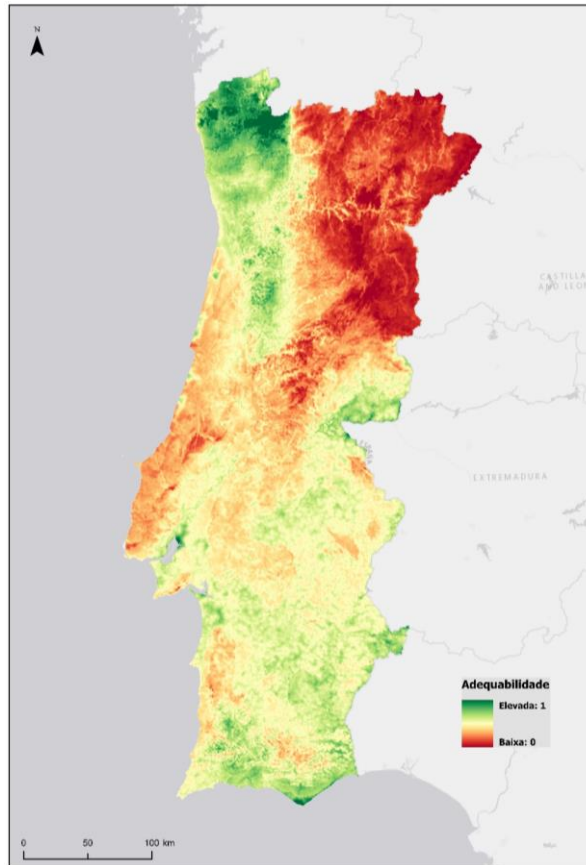 N
CASTILLA
AND LEÓN
EXTREMADURA
Adequabilidade
Elevada: 1
Baixa: 0
0 50 100 km